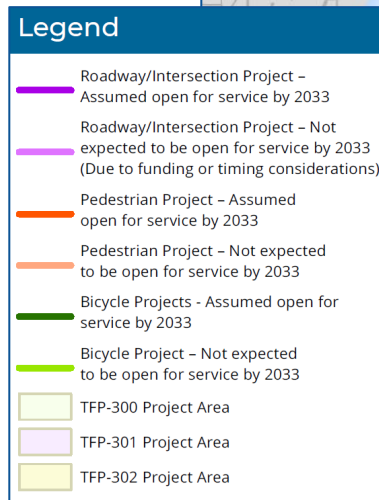 Legend
Roadway/Intersection Project –
Assumed open for service by 2033
Roadway/Intersection Project – Not
expected to be open for service by 2033
(Due to funding or timing considerations)
Pedestrian Project – Assumed
open for service by 2033
Pedestrian Project – Not expected
to be open for service by 2033
Bicycle Projects - Assumed open for
service by 2033
Bicycle Project – Not expected
to be open for service by 2033
TFP-300 Project Area
TFP-301 Project Area
TFP-302 Project Area